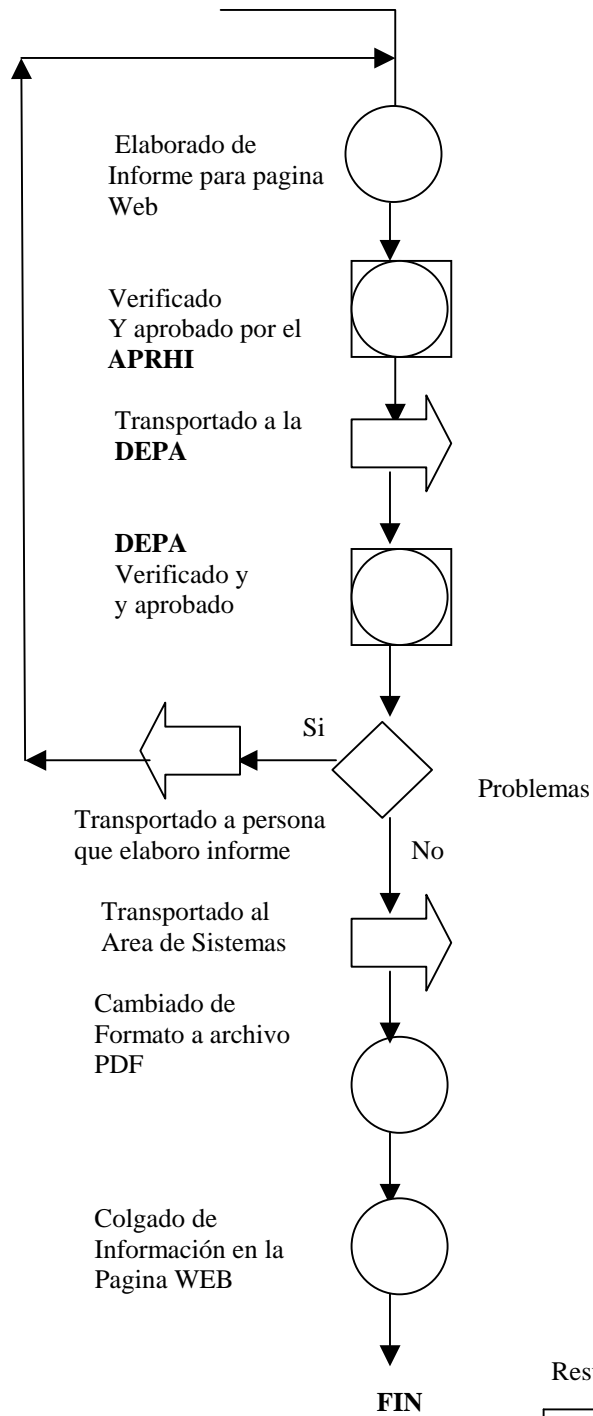 Elaborado de
Informe para pagina
Web
Verificado
Y aprobado por el
APRHI
Transportado a la
DEPA
DEPA
Verificado y
y aprobado
Si
Problemas
Transportado a persona
que elaboro informe
No
Transportado al
Area de Sistemas
Cambiado de
Formato a archivo
PDF
Colgado de
Información en la
Pagina WEB
FIN